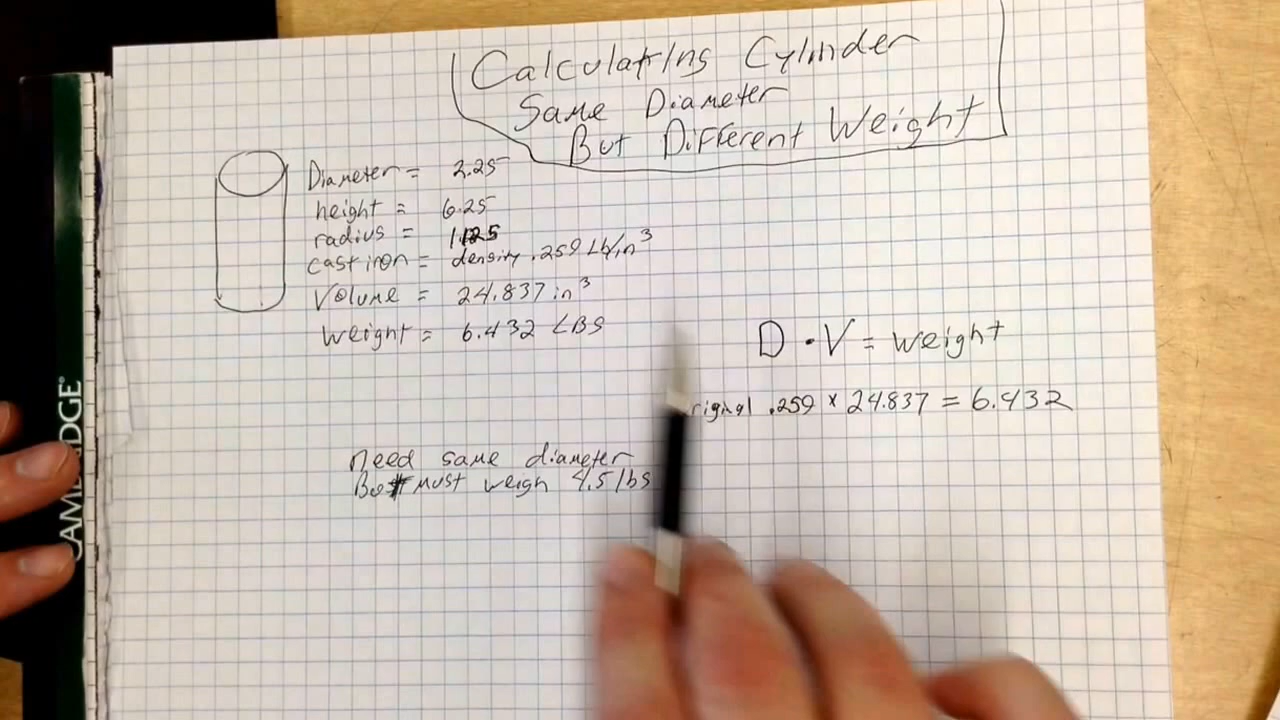 Calculating Cylinder
Same Diameter
But Different Weight
Diameter = 2.25
height = 6.25
radius = 1.125
cast iron = density .259 Lb/in³
Volume = 24.837 in³
weight = 6.432 LBS
D · V = weight
riginal .259 × 24.837 = 6.432
need same diameter
But must weigh 4.5 lbs
CAMBRIDGE